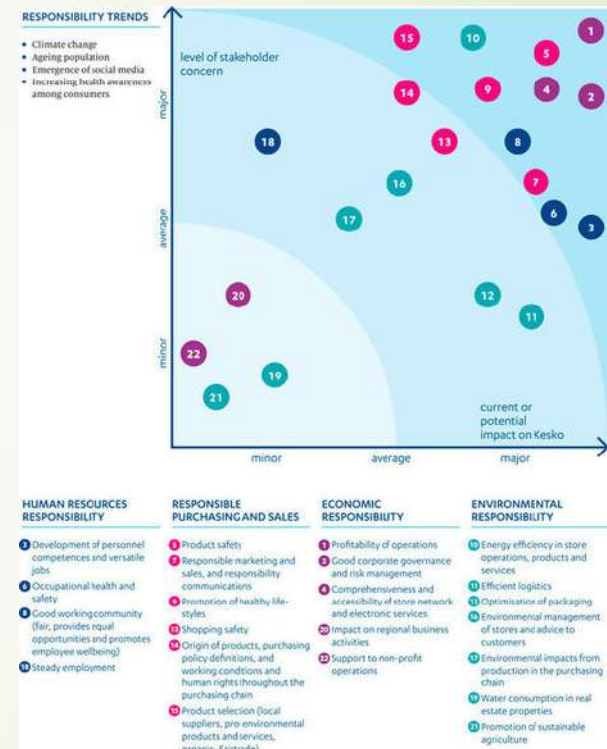 RESPONSIBILITY TRENDS
• Climate change
• Ageing population
• Emergence of social media
• Increasing health awareness
among consumers
level of stakeholder
concern
major
average
minor
15
10
1
5
14
9
4
2
18
13
8
16
7
17
6
3
20
12
11
22
19
21
current or
potential
impact on Kesko
minor
average
major
HUMAN RESOURCES
RESPONSIBILITY
3 Development of personnel
competences and versatile
jobs
6 Occupational health and
safety
8 Good working community
(fair, provides equal
opportunities and promotes
employee wellbeing)
18 Steady employment
RESPONSIBLE
PURCHASING AND SALES
5 Product safety
7 Responsible marketing and
sales, and responsibility
communications
9 Promotion of healthy life-
styles
13 Shopping safety
14 Origin of products, purchasing
policy definitions, and
working conditions and
human rights throughout the
purchasing chain
15 Product selection (local
suppliers, pro-environmental
products and services,
organic, Fairtrade)
ECONOMIC
RESPONSIBILITY
1 Profitability of operations
2 Good corporate governance
and risk management
4 Comprehensiveness and
accessibility of store network
and electronic services
20 Impact on regional business
activities
22 Support to non-profit
operations
ENVIRONMENTAL
RESPONSIBILITY
10 Energy efficiency in store
operations, products and
services
11 Efficient logistics
Optimisation of packaging
16 Environmental management
of stores and advice to
customers
17 Environmental impacts from
production in the purchasing
chain
19 Water consumption in real
estate properties
21 Promotion of sustainable
agriculture